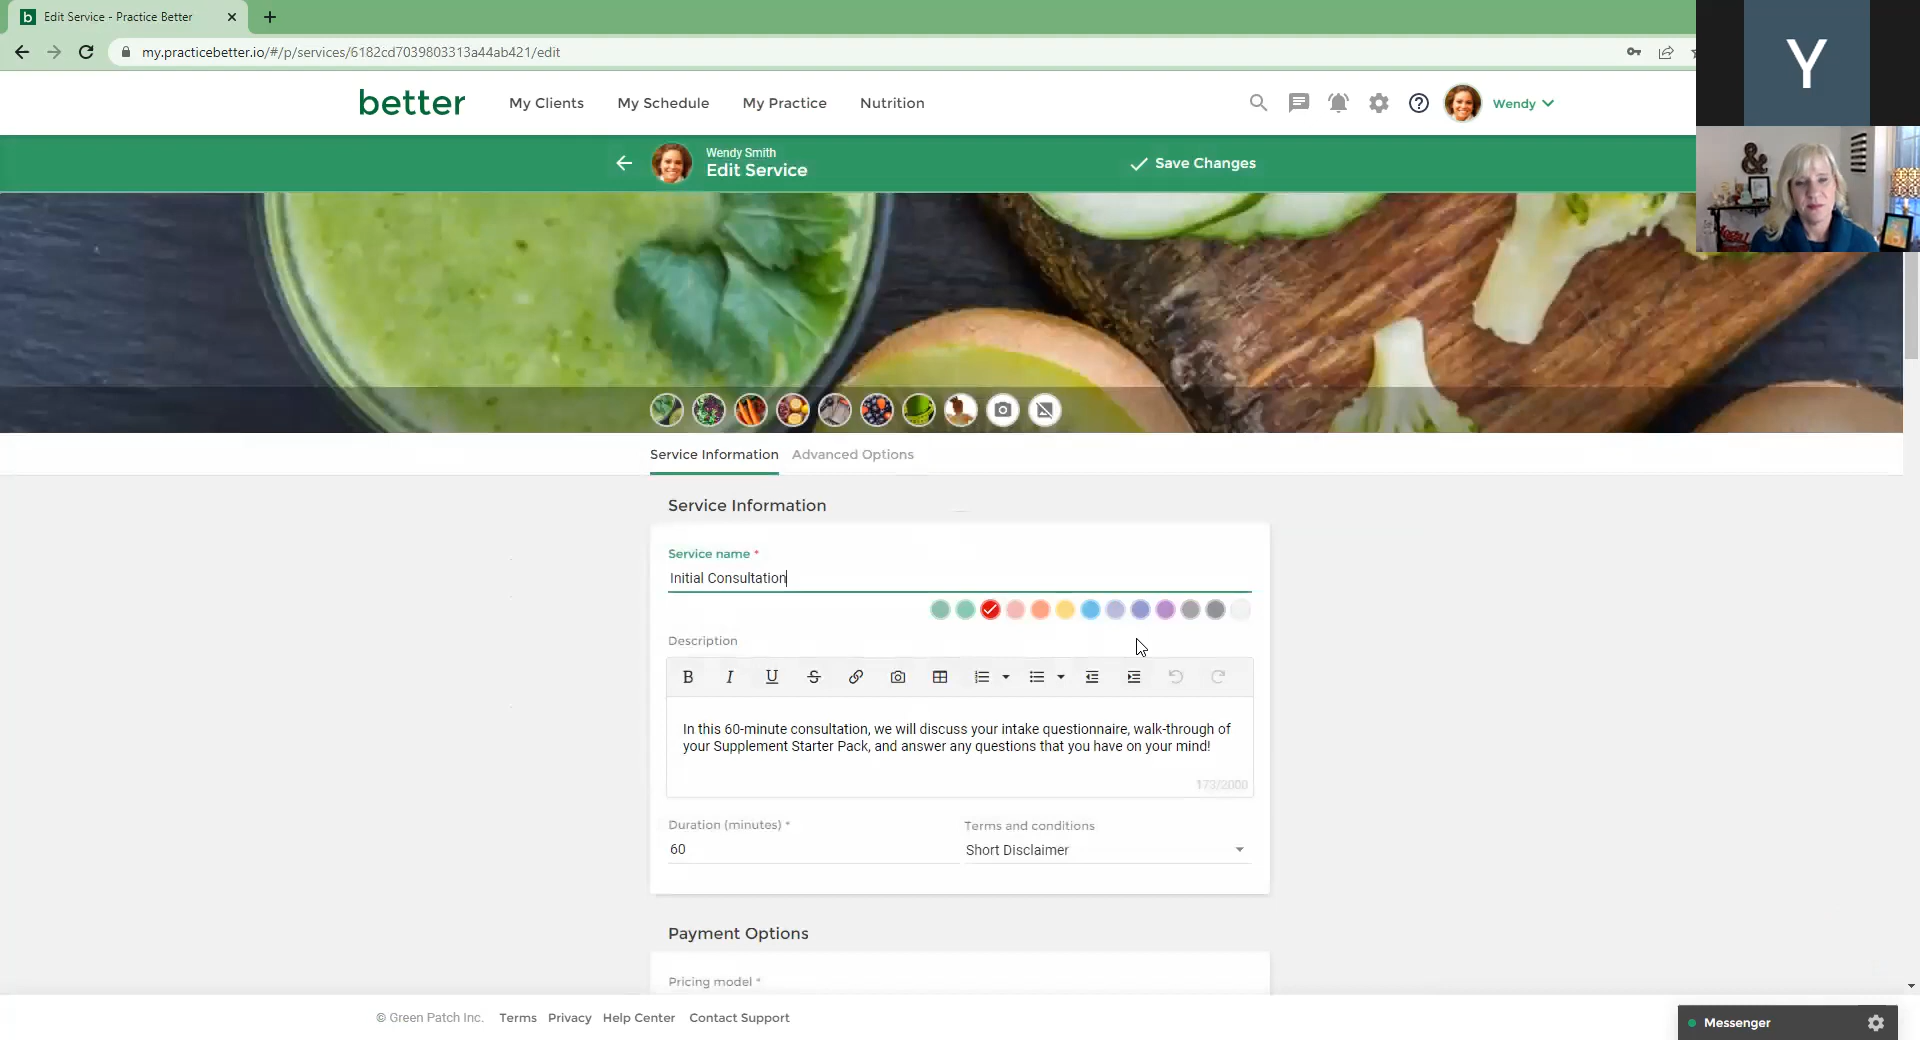 b Edit Service - Practice Better
my.practicebetter.io/#/p/services/6182cd7039803313a44ab421/edit
Y
better My Clients My Schedule My Practice Nutrition Wendy
Wendy Smith
Edit Service
Save Changes
Service Information Advanced Options
Service Information
Service name *
Initial Consultation
Description
B I U S
In this 60-minute consultation, we will discuss your intake questionnaire, walk-through of
your Supplement Starter Pack, and answer any questions that you have on your mind!
173/2000
Duration (minutes) * Terms and conditions
60 Short Disclaimer
Payment Options
Pricing model *
© Green Patch Inc. Terms Privacy Help Center Contact Support
Messenger